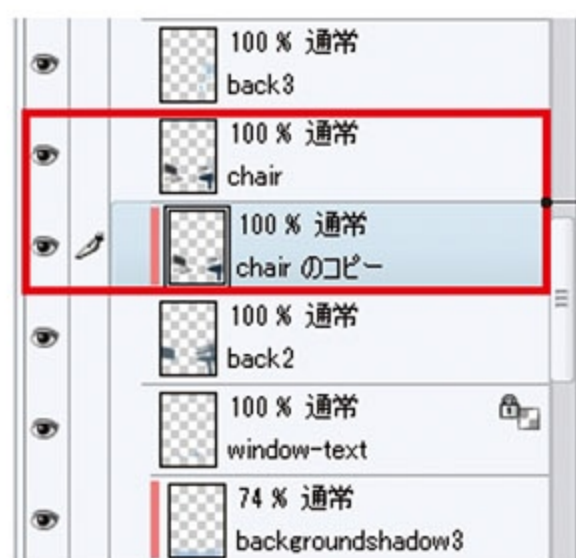 100 % 通常
back3
100 % 通常
chair
100 % 通常
chair のコピー
100 % 通常
back2
100 % 通常
window-text
74 % 通常
backgroundshadow3